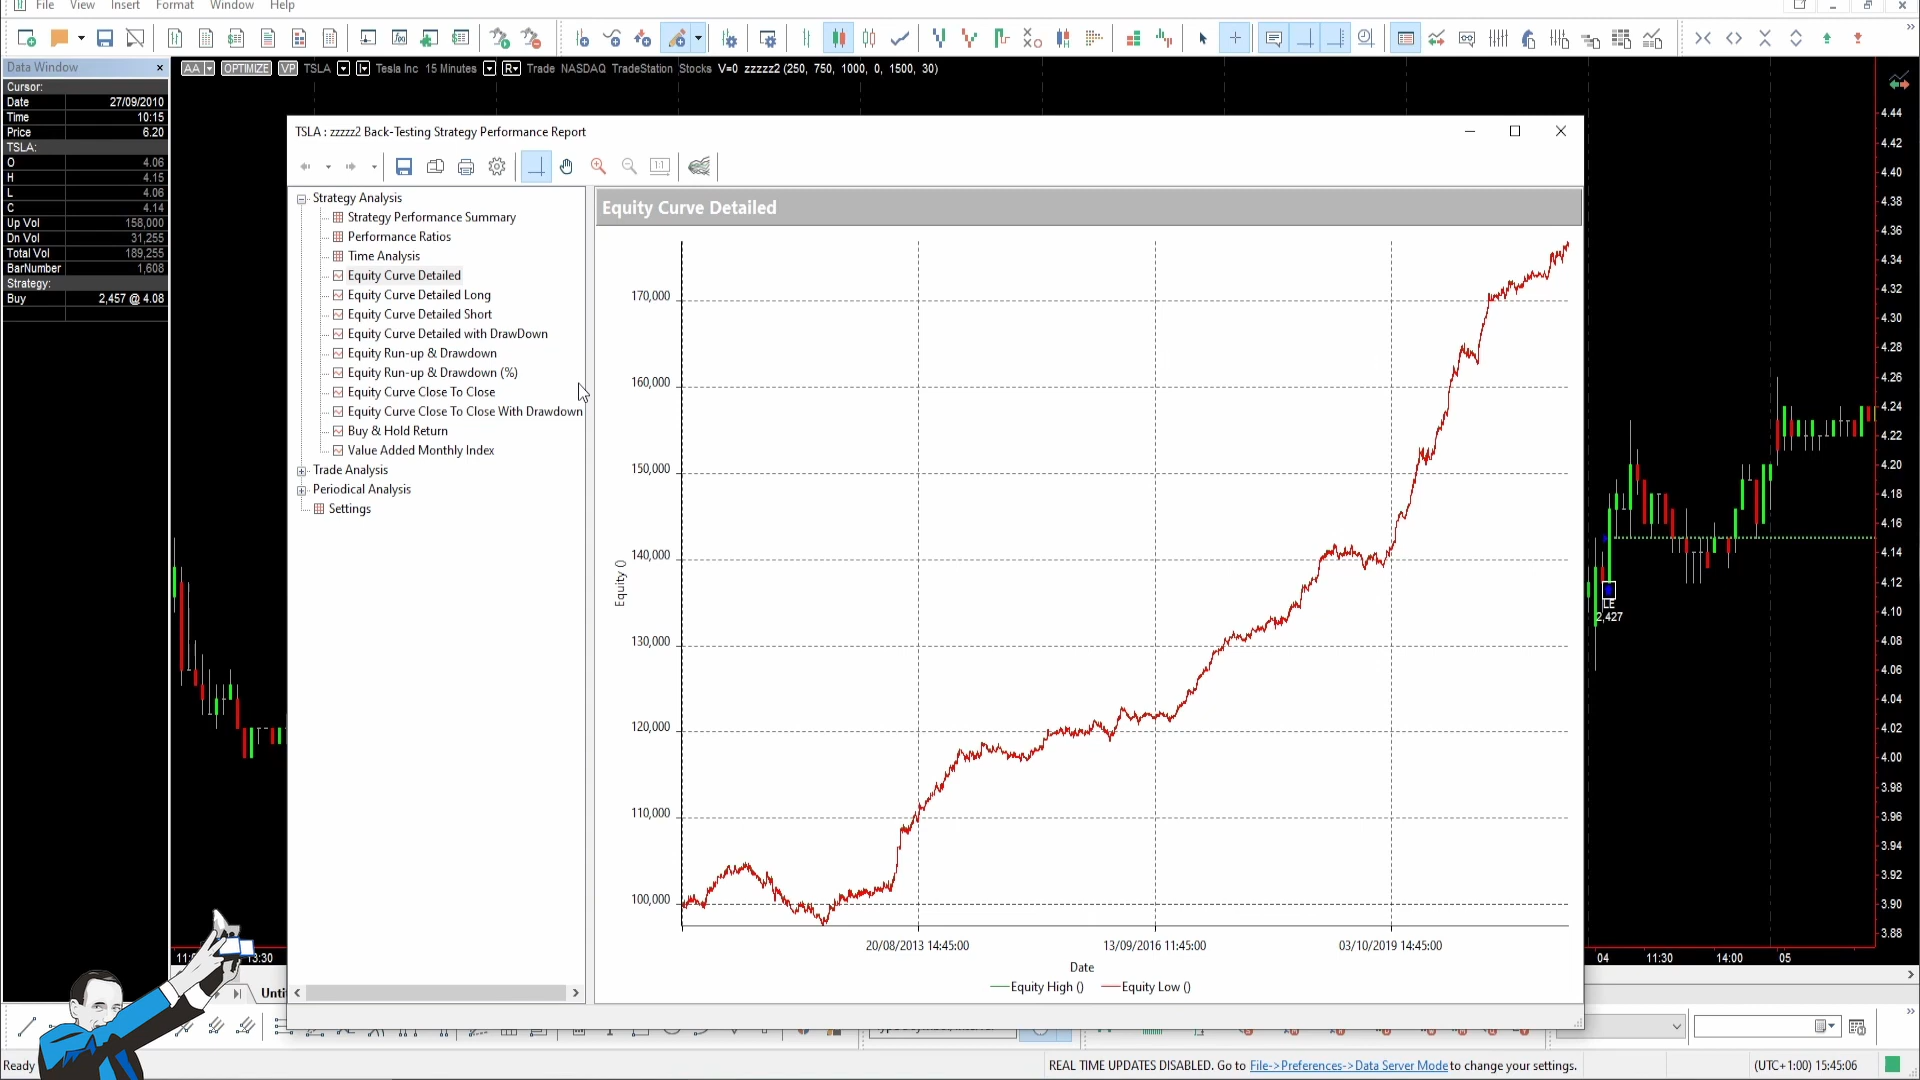 File View Insert Format Window Help
Data Window
AA OPTIMIZE VP TSLA Tesla Inc 15 Minutes R Trade NASDAQ TradeStation Stocks V=0 zzzzz2 (250, 750, 1000, 0, 1500, 30)
Cursor:
Date 27/09/2010
Time 10:15
Price 6.20
TSLA:
O 4.06
H 4.15
L 4.06
C 4.14
Up Vol 158,000
Dn Vol 31,255
Total Vol 189,255
BarNumber 1,608
Strategy:
Buy 2,457 @ 4.08
TSLA : zzzzz2 Back-Testing Strategy Performance Report
1:1
Strategy Analysis
Strategy Performance Summary
Performance Ratios
Time Analysis
Equity Curve Detailed
Equity Curve Detailed Long
Equity Curve Detailed Short
Equity Curve Detailed with DrawDown
Equity Run-up & Drawdown
Equity Run-up & Drawdown (%)
Equity Curve Close To Close
Equity Curve Close To Close With Drawdown
Buy & Hold Return
Value Added Monthly Index
Trade Analysis
Periodical Analysis
Settings
Equity Curve Detailed
170,000
160,000
150,000
140,000
130,000
120,000
110,000
100,000
Equity ()
20/08/2013 14:45:00 13/09/2016 11:45:00 03/10/2019 14:45:00
Date
Equity High () Equity Low ()
4.44
4.42
4.40
4.38
4.36
4.34
4.32
4.30
4.28
4.26
4.24
4.22
4.20
4.18
4.16
4.14
4.12
4.10
4.08
4.06
4.04
4.02
4.00
3.98
3.96
3.94
3.92
3.90
3.88
LE
2,427
13:30 04 11:30 14:00 05
Ready REAL TIME UPDATES DISABLED. Go to File->Preferences->Data Server Mode to change your settings. (UTC+1:00) 15:45:06